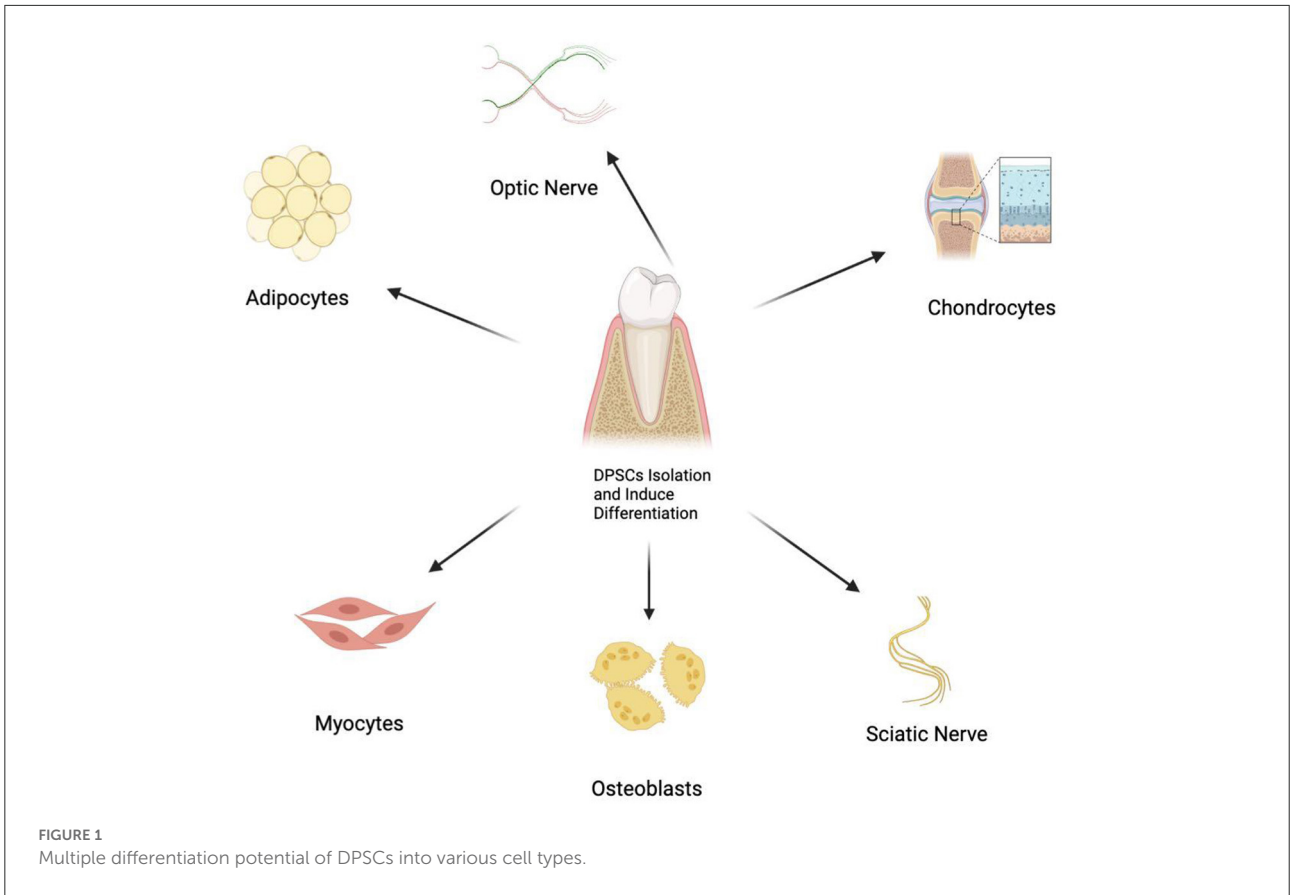 Optic Nerve
Adipocytes
Chondrocytes
DPSCs Isolation
and Induce
Differentiation
Myocytes
Osteoblasts
Sciatic Nerve
FIGURE 1
Multiple differentiation potential of DPSCs into various cell types.